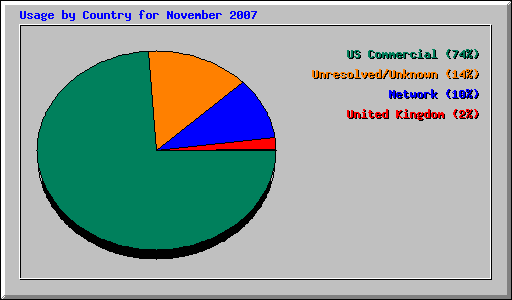 Usage by Country for November 2007
US Commercial (74%)
Unresolved/Unknown (14%)
Network (10%)
United Kingdom (2%)